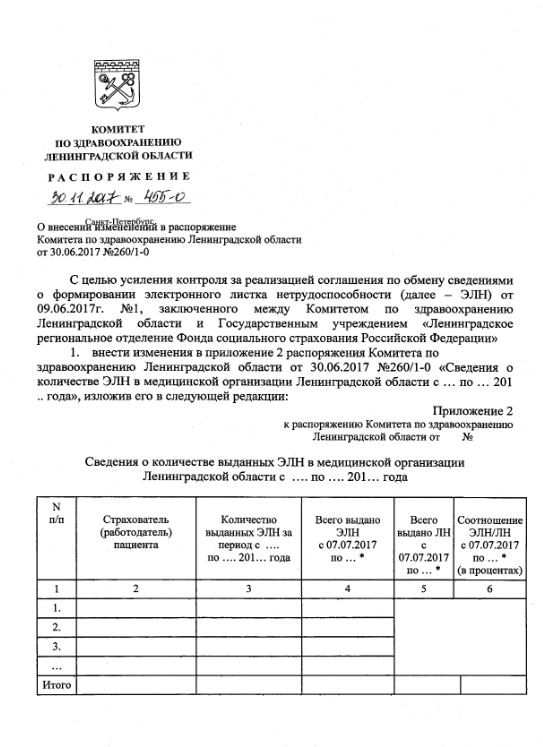 КОМИТЕТ
ПО ЗДРАВООХРАНЕНИЮ
ЛЕНИНГРАДСКОЙ ОБЛАСТИ
РАСПОРЯЖЕНИЕ
30.11.2017 № 455-о
Санкт-Петербург
О внесении измененений в распоряжение
Комитета по здравоохранению Ленинградской области
от 30.06.2017 №260/1-0
С целью усиления контроля за реализацией соглашения по обмену сведениями
о формировании электронного листка нетрудоспособности (далее – ЭЛН) от
09.06.2017г. №1, заключенного между Комитетом по здравоохранению
Ленинградской области и Государственным учреждением «Ленинградское
региональное отделение Фонда социального страхования Российской Федерации»
1. внести изменения в приложение 2 распоряжения Комитета по
здравоохранению Ленинградской области от 30.06.2017 №260/1-0 «Сведения о
количестве ЭЛН в медицинской организации Ленинградской области с … по … 201
.. года», изложив его в следующей редакции:
Приложение 2
к распоряжению Комитета по здравоохранению
Ленинградской области от №
Сведения о количестве выданных ЭЛН в медицинской организации
Ленинградской области с …. по …. 201… года
N
п/п
Страхователь
(работодатель)
пациента
Количество
выданных ЭЛН за
период с ….
по …. 201… года
Всего выдано
ЭЛН
с 07.07.2017
по … *
Всего
выдано ЛН
с
07.07.2017
по … *
Соотношение
ЭЛН/ЛН
с 07.07.2017
по … *
(в процентах)
1 2 3 4 5 6
1.
2.
3.
…
Итого